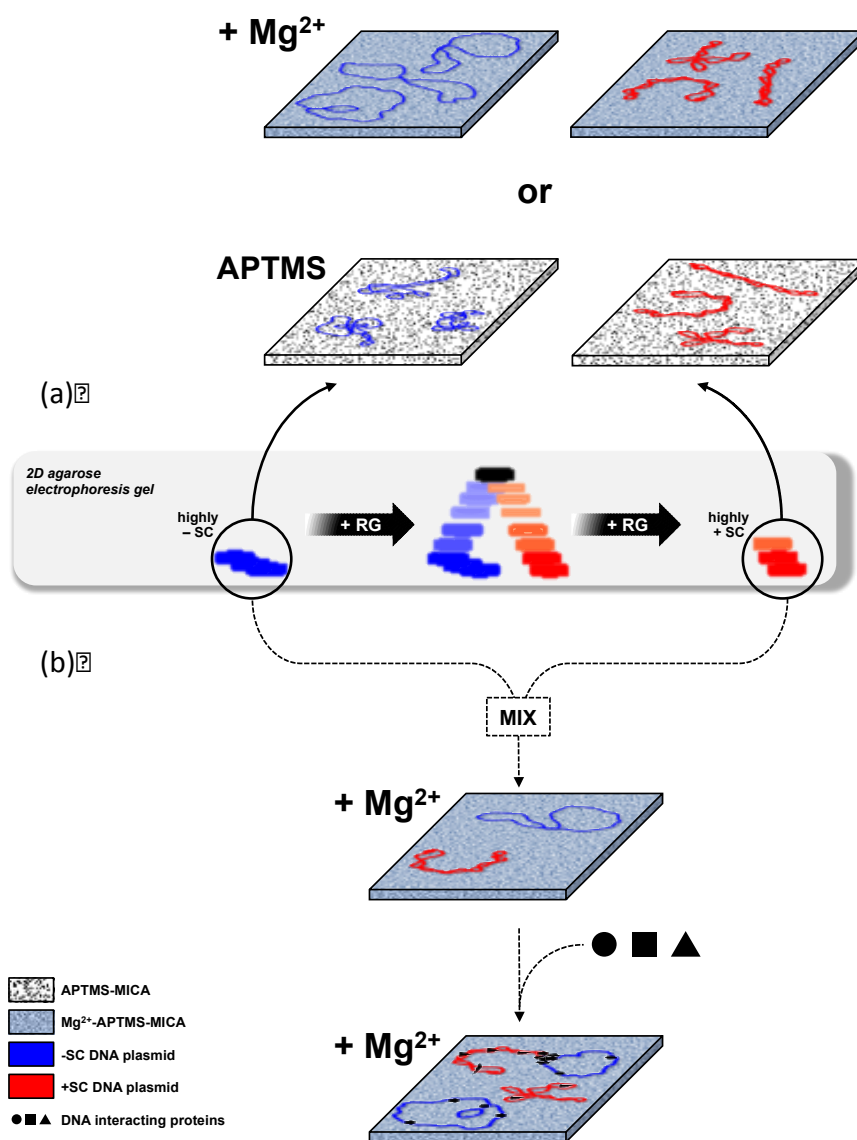 + Mg²⁺
or
APTMS
(a)⍰
2D agarose
electrophoresis gel
highly
– SC
+ RG
+ RG
highly
+ SC
(b)⍰
MIX
+ Mg²⁺
APTMS-MICA
Mg²⁺-APTMS-MICA
-SC DNA plasmid
+SC DNA plasmid
DNA interacting proteins
+ Mg²⁺